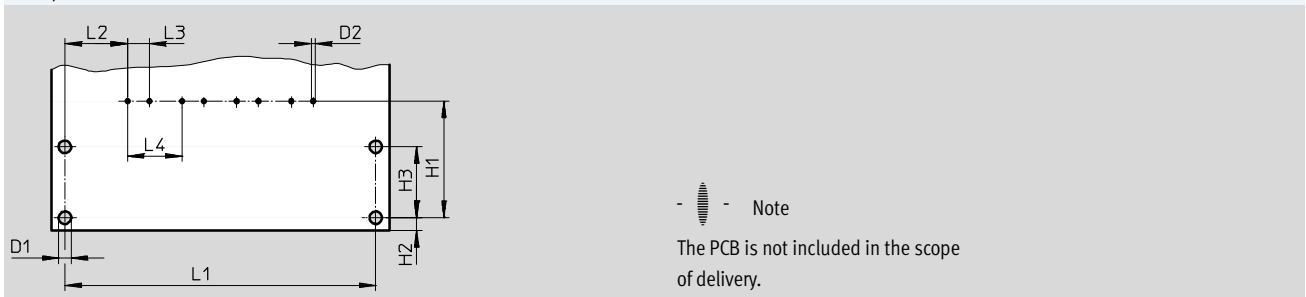 L2
L3
D2
L4
H3
H1
D1
H2
L1
- - Note
The PCB is not included in the scope
of delivery.